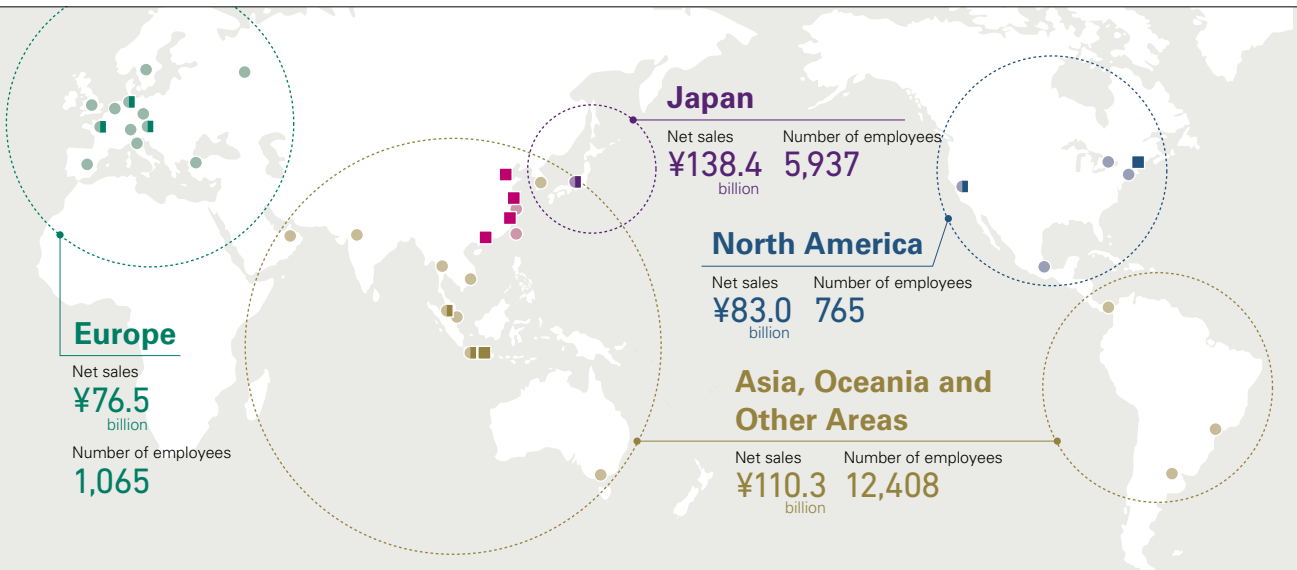 Japan
Net sales Number of employees
¥138.4 5,937
billion
North America
Net sales Number of employees
¥83.0 765
billion
Europe
Net sales
¥76.5
billion
Number of employees
1,065
Asia, Oceania and
Other Areas
Net sales Number of employees
¥110.3 12,408
billion